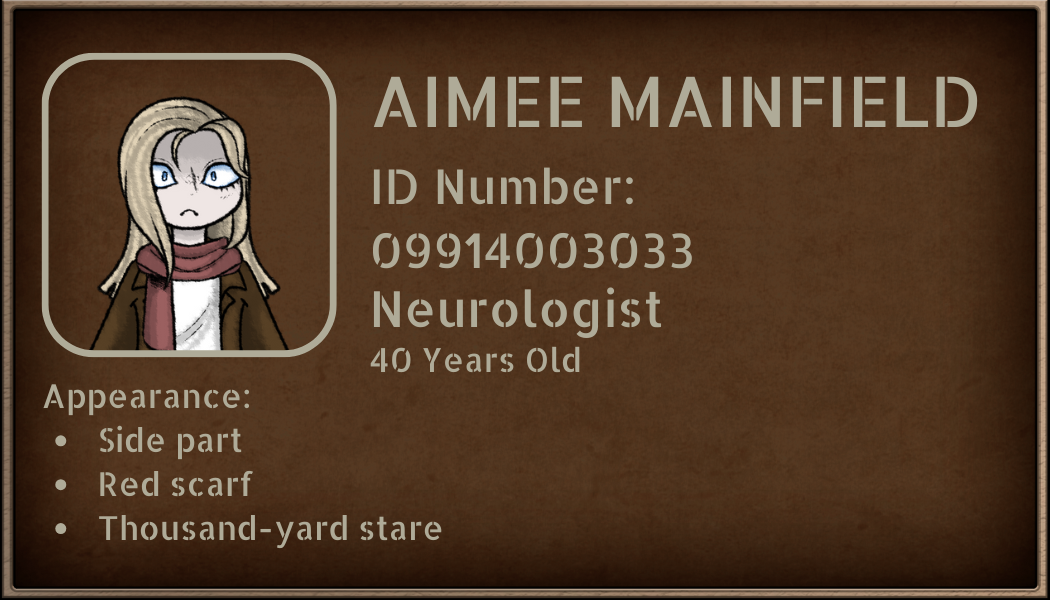 AIMEE MAINFIELD
ID Number:
09914003033
Neurologist
40 Years Old
Appearance:
• Side part
• Red scarf
• Thousand-yard stare